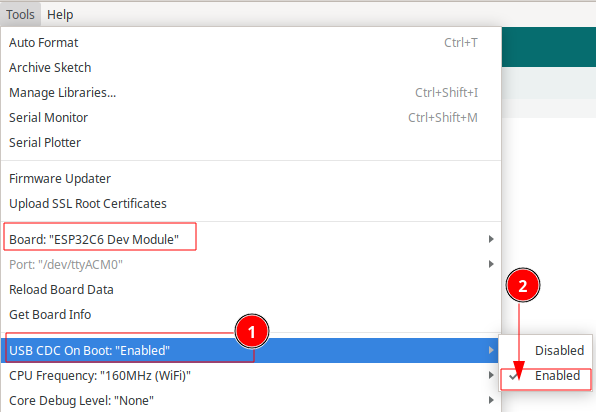 Tools Help
Auto Format Ctrl+T
Archive Sketch
Manage Libraries... Ctrl+Shift+I
Serial Monitor Ctrl+Shift+M
Serial Plotter
Firmware Updater
Upload SSL Root Certificates
Board: "ESP32C6 Dev Module"
Port: "/dev/ttyACM0"
Reload Board Data
2
Get Board Info
1
USB CDC On Boot: "Enabled" Disabled
CPU Frequency: "160MHz (WiFi)" Enabled
Core Debug Level: "None"